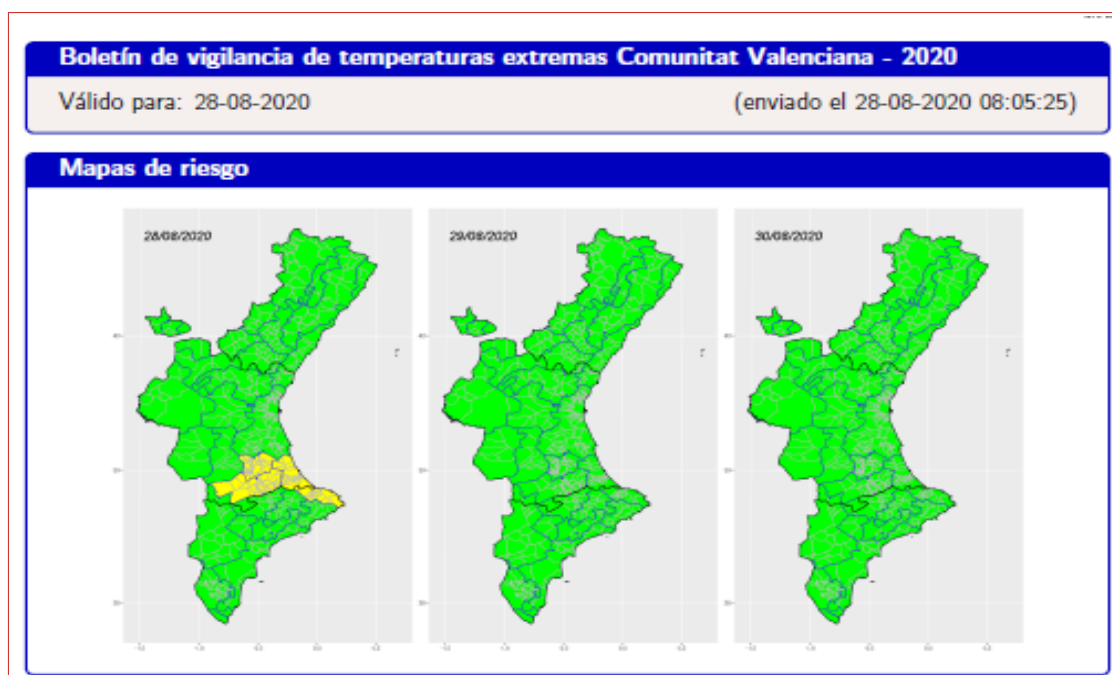 Boletín de vigilancia de temperaturas extremas Comunitat Valenciana - 2020
Válido para: 28-08-2020
(enviado el 28-08-2020 08:05:25)
Mapas de riesgo
28/08/2020
29/08/2020
30/08/2020